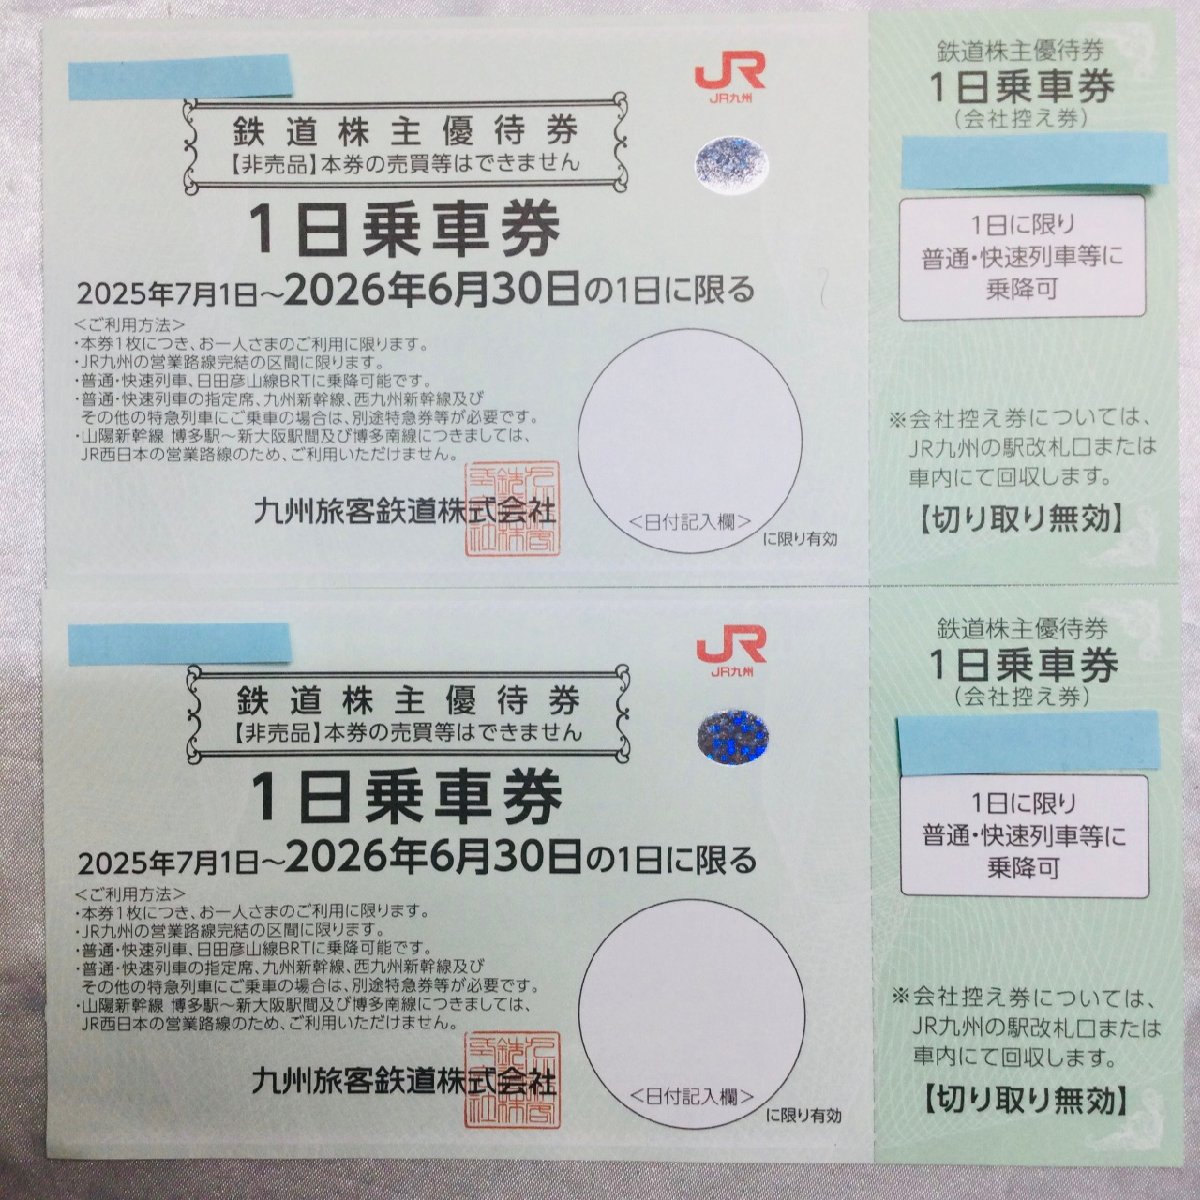 JR
JR九州
鉄道株主優待券
【非売品】本券の売買等はできません
1日乗車券
2025年7月1日~2026年6月30日の1日に限る
<ご利用方法>
・本券1枚につき、お一人さまのご利用に限ります。
・JR九州の営業路線完結の区間に限ります。
・普通・快速列車、日田彦山線BRTに乗降可能です。
・普通・快速列車の指定席、九州新幹線、西九州新幹線及び
その他の特急列車にご乗車の場合は、別途特急券等が必要です。
・山陽新幹線 博多駅~新大阪駅間及び博多南線につきましては、
JR西日本の営業路線のため、ご利用いただけません。
九州旅客鉄道株式会社
<日付記入欄>
に限り有効
鉄道株主優待券
1日乗車券
(会社控え券)
1日に限り
普通・快速列車等に
乗降可
※会社控え券については、
JR九州の駅改札口または
車内にて回収します。
【切り取り無効】
JR
JR九州
鉄道株主優待券
【非売品】本券の売買等はできません
1日乗車券
2025年7月1日~2026年6月30日の1日に限る
<ご利用方法>
・本券1枚につき、お一人さまのご利用に限ります。
・JR九州の営業路線完結の区間に限ります。
・普通・快速列車、日田彦山線BRTに乗降可能です。
・普通・快速列車の指定席、九州新幹線、西九州新幹線及び
その他の特急列車にご乗車の場合は、別途特急券等が必要です。
・山陽新幹線 博多駅~新大阪駅間及び博多南線につきましては、
JR西日本の営業路線のため、ご利用いただけません。
九州旅客鉄道株式会社
<日付記入欄>
に限り有効
鉄道株主優待券
1日乗車券
(会社控え券)
1日に限り
普通・快速列車等に
乗降可
※会社控え券については、
JR九州の駅改札口または
車内にて回収します。
【切り取り無効】